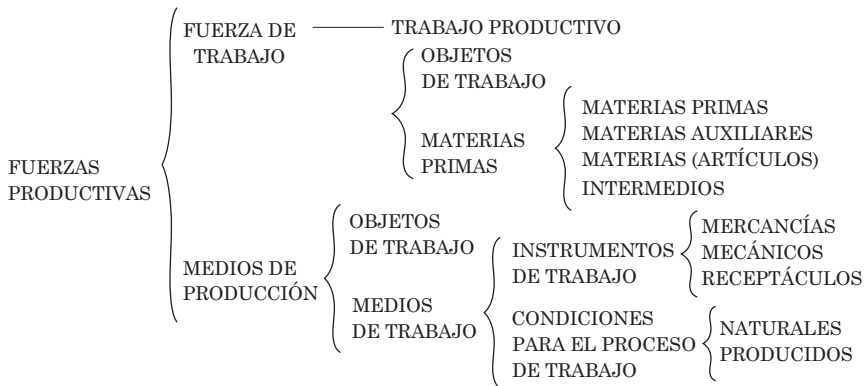 FUERZA DE
TRABAJO
TRABAJO PRODUCTIVO
OBJETOS
DE TRABAJO
MATERIAS
PRIMAS
MATERIAS PRIMAS
MATERIAS AUXILIARES
MATERIAS (ARTÍCULOS)
INTERMEDIOS
FUERZAS
PRODUCTIVAS
MEDIOS DE
PRODUCCIÓN
OBJETOS
DE TRABAJO
MEDIOS
DE TRABAJO
INSTRUMENTOS
DE TRABAJO
MERCANCÍAS
MECÁNICOS
RECEPTÁCULOS
CONDICIONES
PARA EL PROCESO
DE TRABAJO
NATURALES
PRODUCIDOS